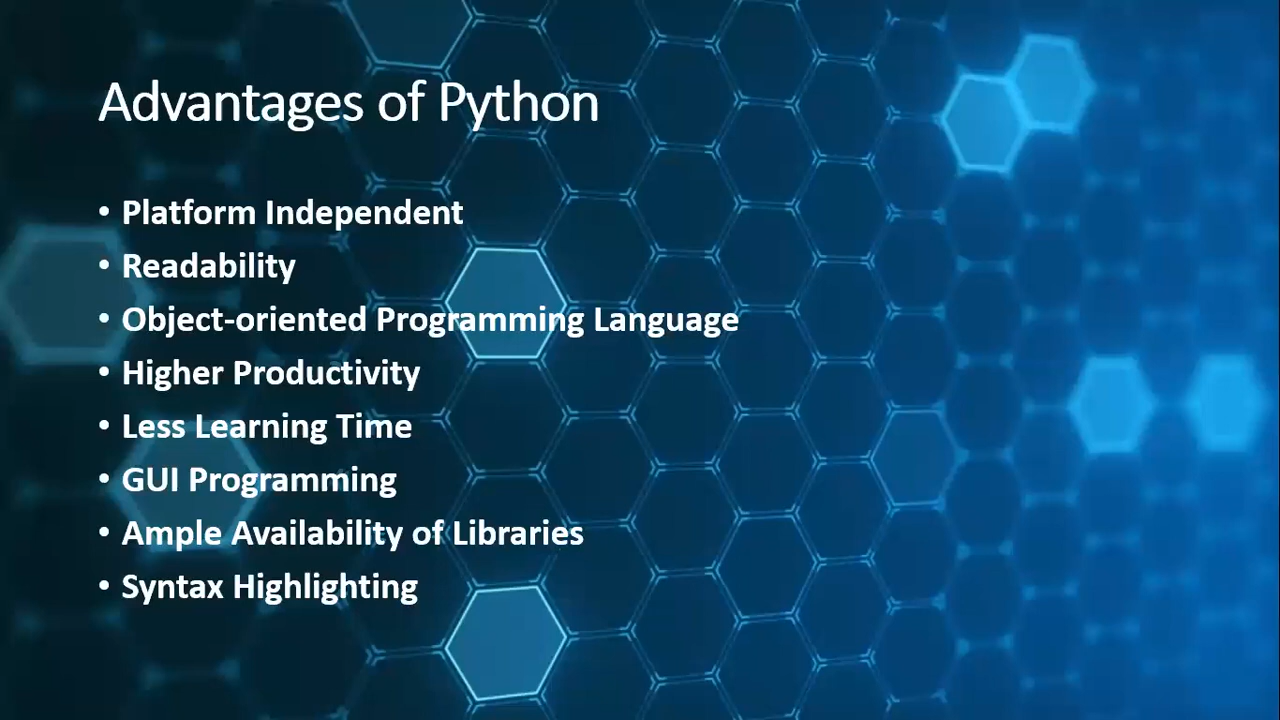 Advantages of Python
• Platform Independent
• Readability
• Object-oriented Programming Language
• Higher Productivity
• Less Learning Time
• GUI Programming
• Ample Availability of Libraries
• Syntax Highlighting